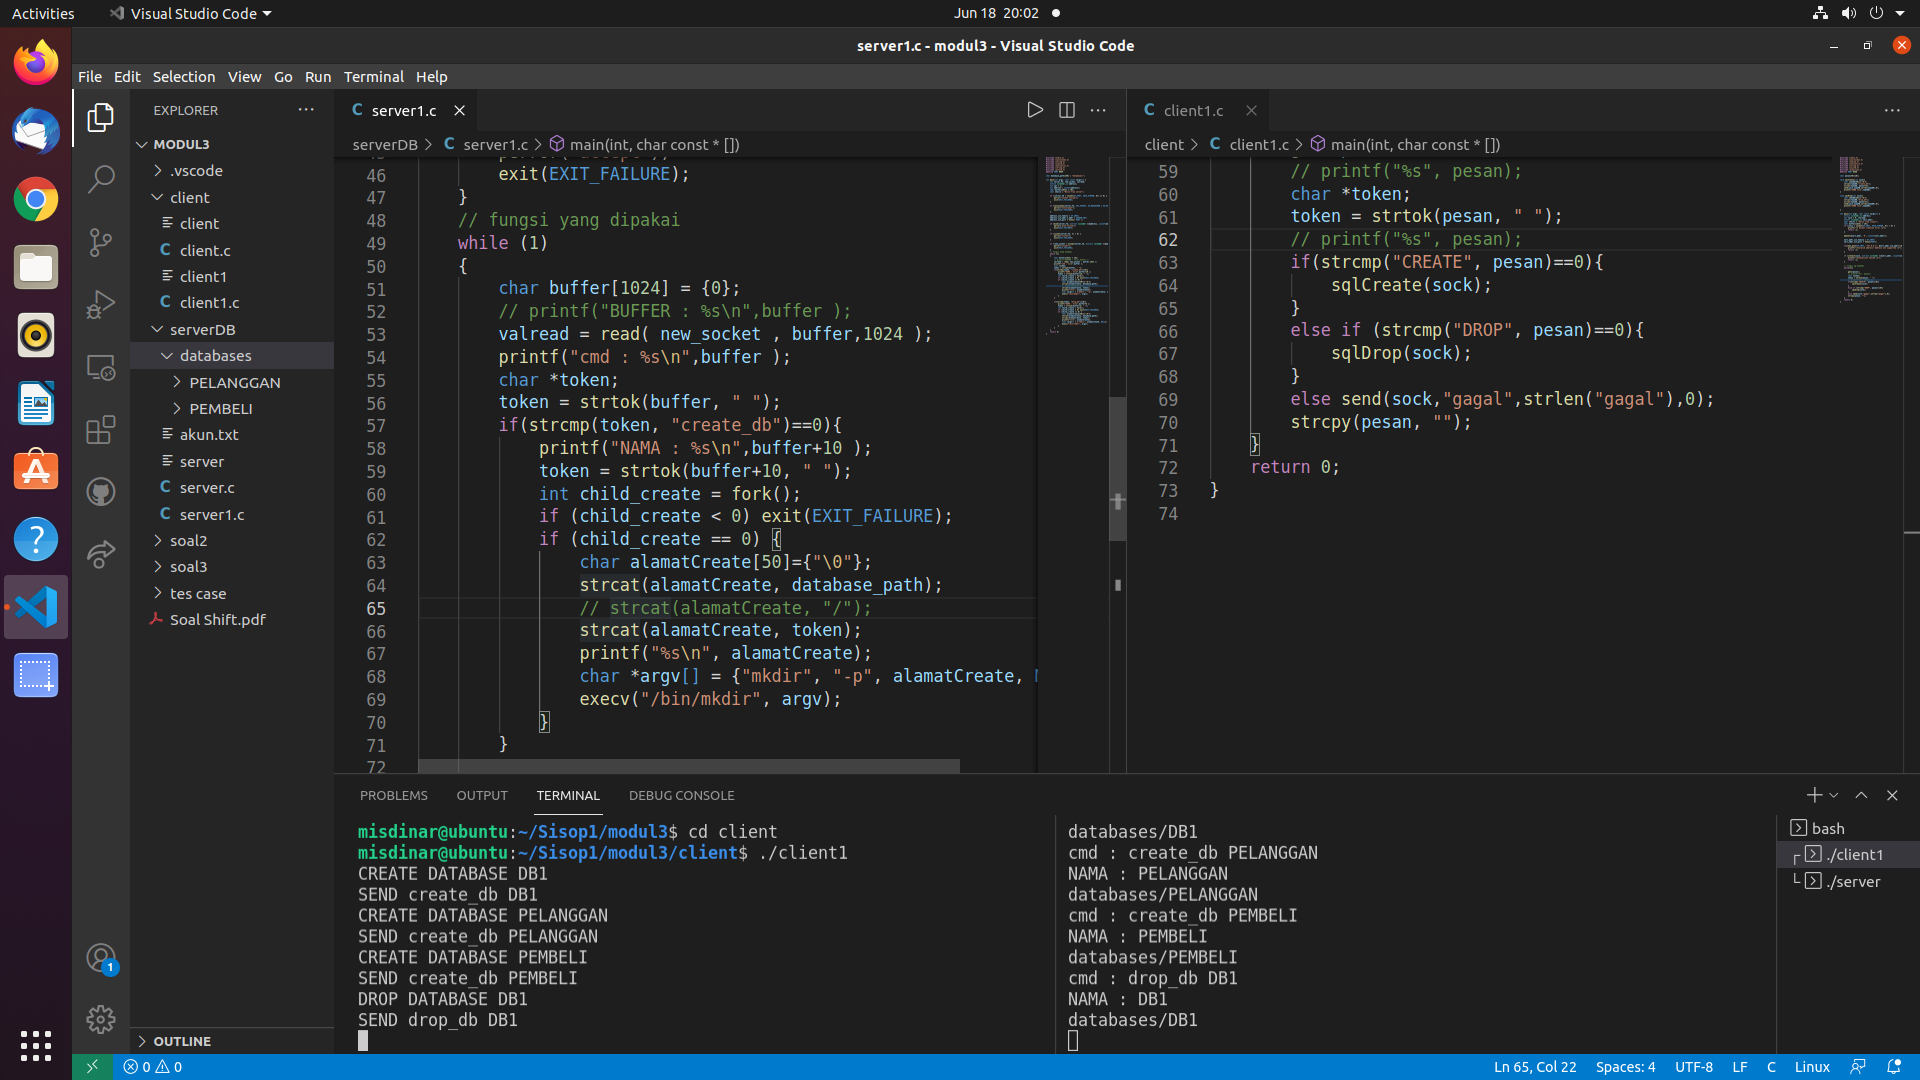 Activities
Visual Studio Code
Jun 18 20:02
server1.c - modul3 - Visual Studio Code
File Edit Selection View Go Run Terminal Help
EXPLORER
MODUL3
.vscode
client
client
client.c
client1
client1.c
serverDB
databases
PELANGGAN
PEMBELI
akun.txt
server
server.c
server1.c
soal2
soal3
tes case
Soal Shift.pdf
OUTLINE
1
server1.c
serverDB > server1.c > main(int, char const * [])
46 exit(EXIT_FAILURE);
47 }
48 // fungsi yang dipakai
49 while (1)
50 {
51 char buffer[1024] = {0};
52 // printf("BUFFER : %s\n",buffer );
53 valread = read( new_socket , buffer,1024 );
54 printf("cmd : %s\n",buffer );
55 char *token;
56 token = strtok(buffer, " ");
57 if(strcmp(token, "create_db")==0){
58 printf("NAMA : %s\n",buffer+10 );
59 token = strtok(buffer+10, " ");
60 int child_create = fork();
61 if (child_create < 0) exit(EXIT_FAILURE);
62 if (child_create == 0) {
63 char alamatCreate[50]={"\0"};
64 strcat(alamatCreate, database_path);
65 // strcat(alamatCreate, "/");
66 strcat(alamatCreate, token);
67 printf("%s\n", alamatCreate);
68 char *argv[] = {"mkdir", "-p", alamatCreate,
69 execv("/bin/mkdir", argv);
70 }
71 }
72
client1.c
client > client1.c > main(int, char const * [])
59 // printf("%s", pesan);
60 char *token;
61 token = strtok(pesan, " ");
62 // printf("%s", pesan);
63 if(strcmp("CREATE", pesan)==0){
64 sqlCreate(sock);
65 }
66 else if (strcmp("DROP", pesan)==0){
67 sqlDrop(sock);
68 }
69 else send(sock,"gagal",strlen("gagal"),0);
70 strcpy(pesan, "");
71 }
72 return 0;
73 }
74
PROBLEMS OUTPUT TERMINAL DEBUG CONSOLE
misdinar@ubuntu:~/Sisop1/modul3$ cd client
misdinar@ubuntu:~/Sisop1/modul3/client$ ./client1
CREATE DATABASE DB1
SEND create_db DB1
CREATE DATABASE PELANGGAN
SEND create_db PELANGGAN
CREATE DATABASE PEMBELI
SEND create_db PEMBELI
DROP DATABASE DB1
SEND drop_db DB1
databases/DB1
cmd : create_db PELANGGAN
NAMA : PELANGGAN
databases/PELANGGAN
cmd : create_db PEMBELI
NAMA : PEMBELI
databases/PEMBELI
cmd : drop_db DB1
NAMA : DB1
databases/DB1
bash
./client1
./server
0 0
Ln 65, Col 22 Spaces: 4 UTF-8 LF C Linux